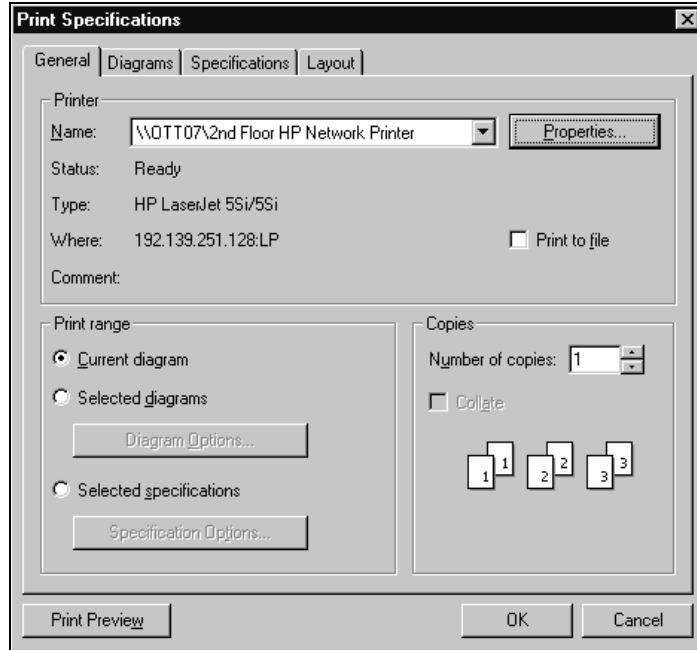 Print Specifications
General Diagrams Specifications Layout
Printer
Name: \\OTT07\2nd Floor HP Network Printer Properties...
Status: Ready
Type: HP LaserJet 5Si/5Si
Where: 192.139.251.128:LP Print to file
Comment:
Print range
Current diagram
Selected diagrams
Diagram Options...
Selected specifications
Specification Options...
Copies
Number of copies: 1
Collate
1 1 2 2 3 3
Print Preview OK Cancel